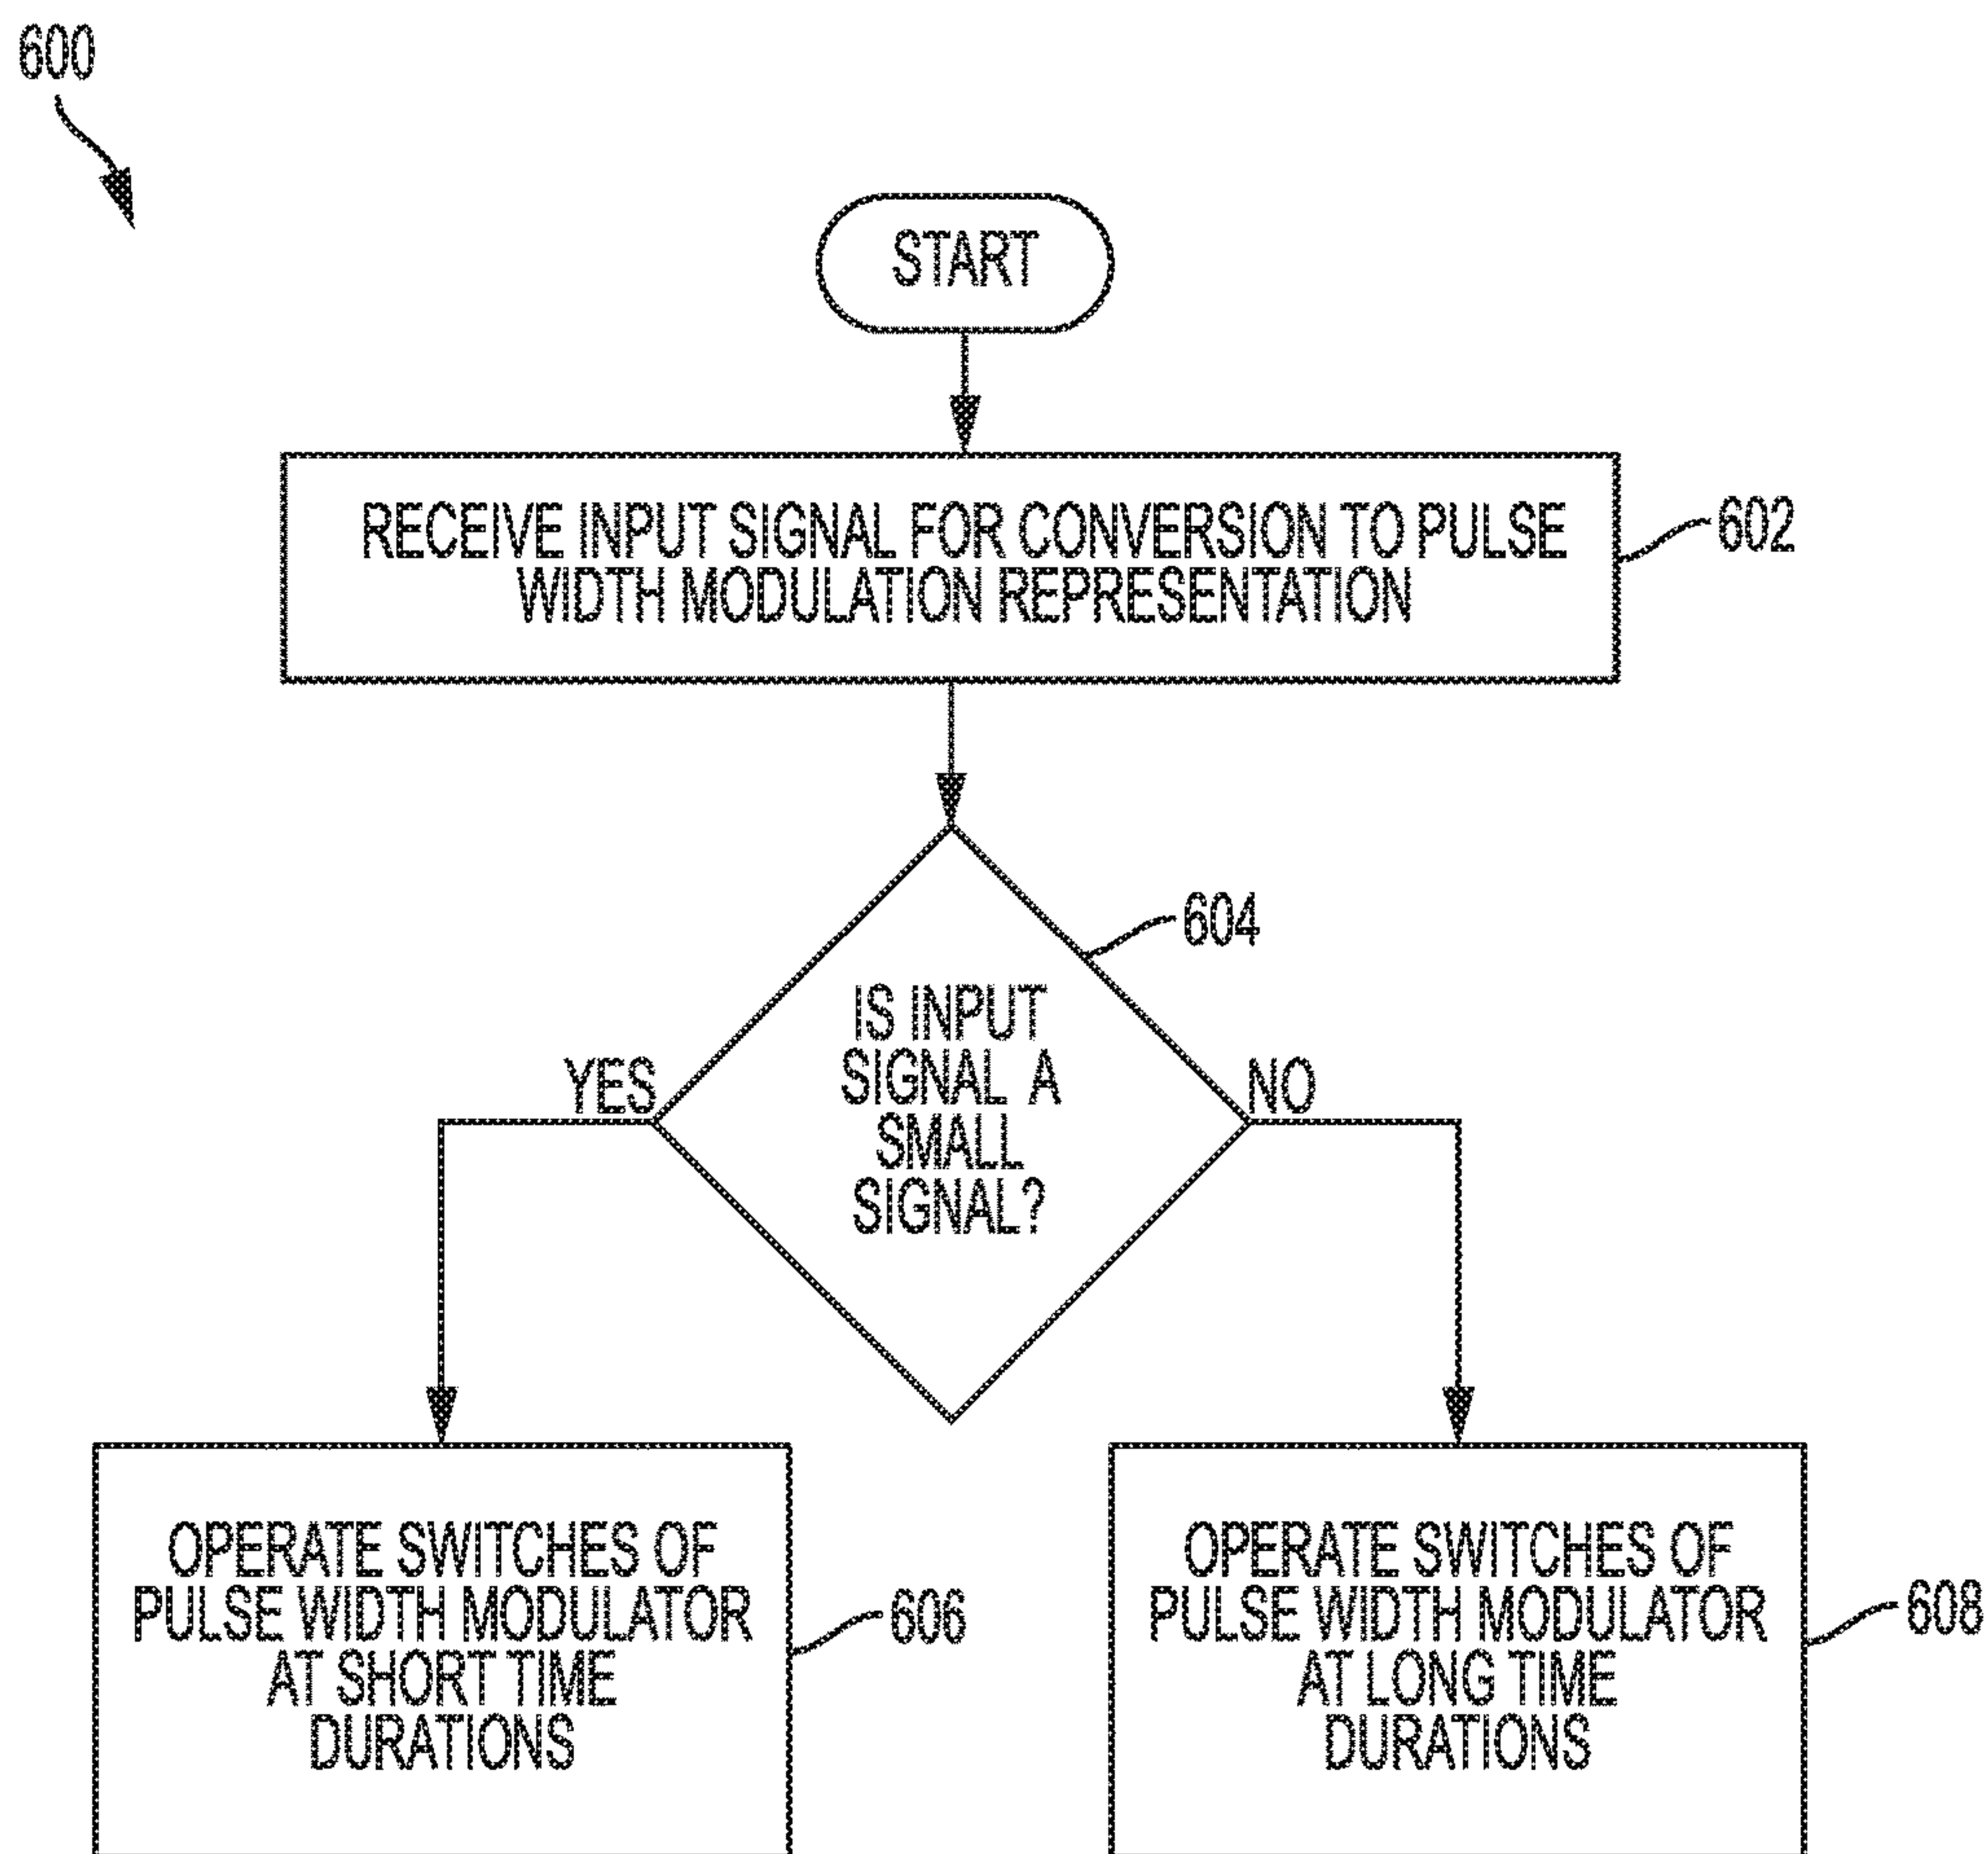 600
START
RECEIVE INPUT SIGNAL FOR CONVERSION TO PULSE
WIDTH MODULATION REPRESENTATION
602
604
IS INPUT
SIGNAL A
SMALL
SIGNAL?
YES
NO
OPERATE SWITCHES OF
PULSE WIDTH MODULATOR
AT SHORT TIME
DURATIONS
606
OPERATE SWITCHES OF
PULSE WIDTH MODULATOR
AT LONG TIME
DURATIONS
608